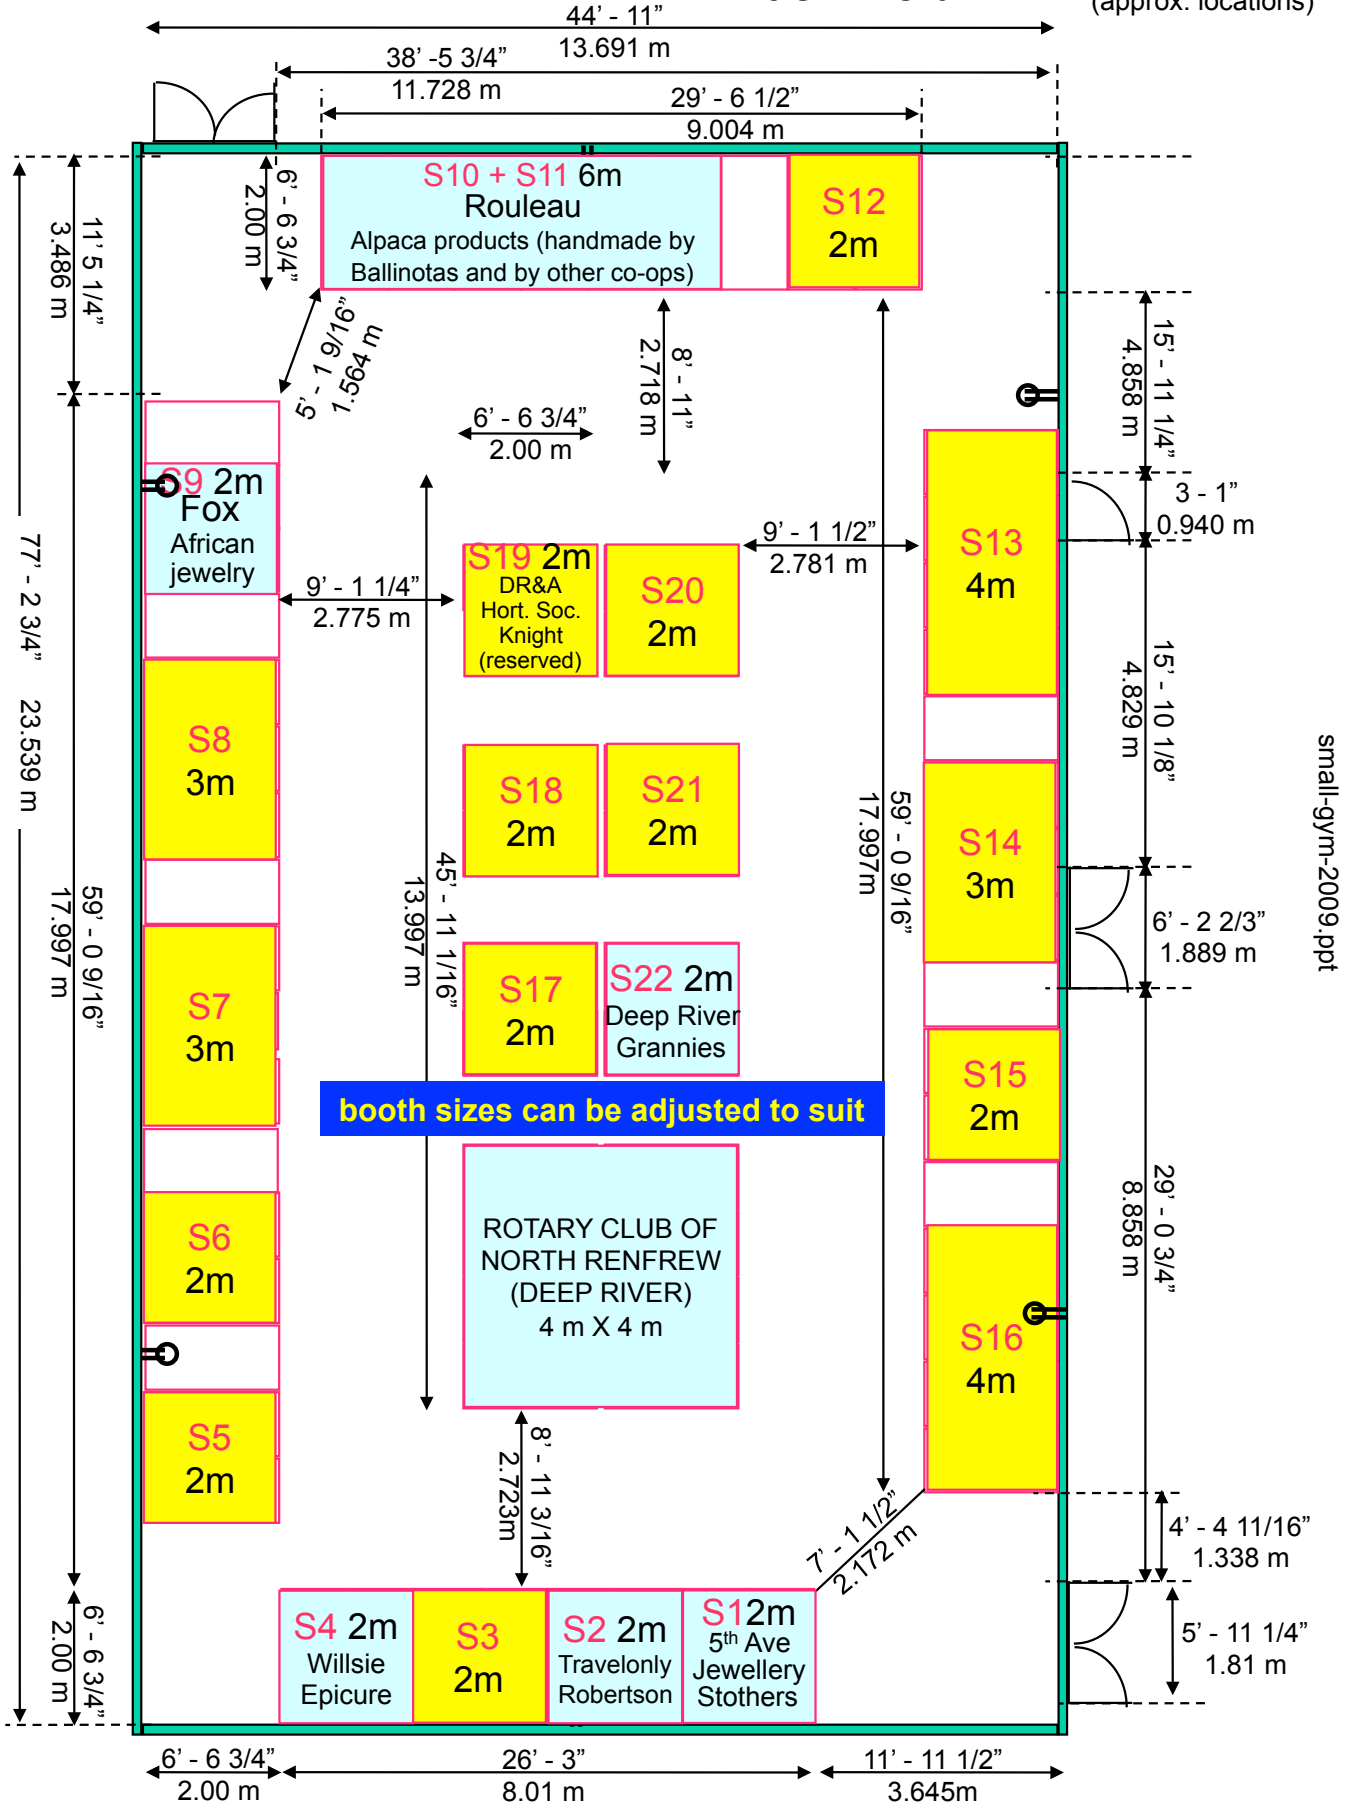 (approx. locations)
44’ - 11”
13.691 m
38’ -5 3/4”
11.728 m
29’ - 6 1/2”
9.004 m
6’ - 6 3/4”
2.00 m
S10 + S11 6m
Rouleau
Alpaca products (handmade by
Ballinotas and by other co-ops)
S12
2m
11’ 5 1/4”
3.486 m
5’ - 1 9/16”
1.564 m
8’ - 11”
2.718 m
15’ - 11 1/4”
4.858 m
6’ - 6 3/4”
2.00 m
S9 2m
Fox
African
jewelry
3 - 1”
0.940 m
77’ - 2 3/4” 23.539 m
9’ - 1 1/4”
2.775 m
S19 2m
DR&A
Hort. Soc.
Knight
(reserved)
S20
2m
9’ - 1 1/2”
2.781 m
S13
4m
15’ - 10 1/8”
4.829 m
S8
3m
S18
2m
S21
2m
59’ - 0 9/16”
17.997m
S14
3m
small-gym-2009.ppt
59’ - 0 9/16”
17.997 m
45’ - 11 1/16”
13.997 m
6’ - 2 2/3”
1.889 m
S7
3m
S17
2m
S22 2m
Deep River
Grannies
S15
2m
booth sizes can be adjusted to suit
29’ - 0 3/4”
8.858 m
S6
2m
ROTARY CLUB OF
NORTH RENFREW
(DEEP RIVER)
4 m X 4 m
S16
4m
S5
2m
8’ - 11 3/16”
2.723m
7’ - 1 1/2”
2.172 m
4’ - 4 11/16”
1.338 m
6’ - 6 3/4”
2.00 m
S4 2m
Willsie
Epicure
S3
2m
S2 2m
Travelonly
Robertson
S12m
5th Ave
Jewellery
Stothers
5’ - 11 1/4”
1.81 m
6’ - 6 3/4”
2.00 m
26’ - 3”
8.01 m
11’ - 11 1/2”
3.645m